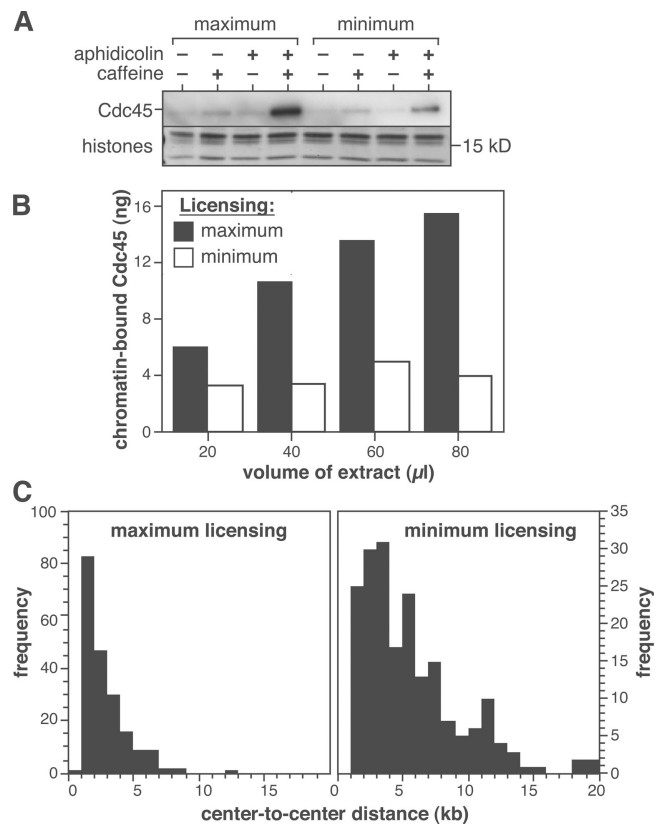 A
maximum minimum
aphidicolin – – + + – – + +
caffeine – + – + – + – +
Cdc45
histones 15 kD
B
chromatin-bound Cdc45 (ng)
16
12
8
4
0
Licensing:
maximum
minimum
20 40 60 80
volume of extract (µl)
C
maximum licensing minimum licensing
frequency
100
80
60
40
20
0
frequency
35
30
25
20
15
10
5
0
0 5 10 15 0 5 10 15 20
center-to-center distance (kb)